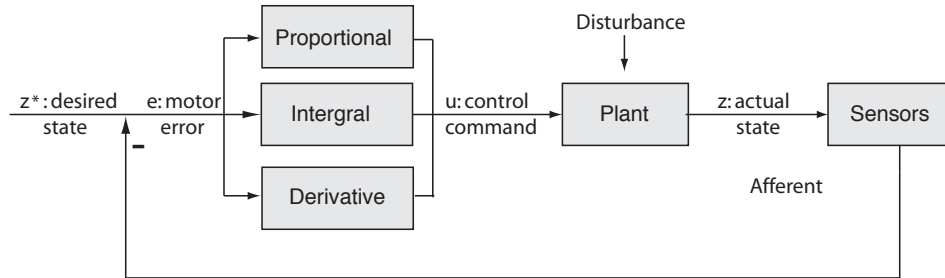 Disturbance
Proportional
z*: desired
state
e: motor
error
Intergral
u: control
command
Plant
z: actual
state
Sensors
-
Derivative
Afferent